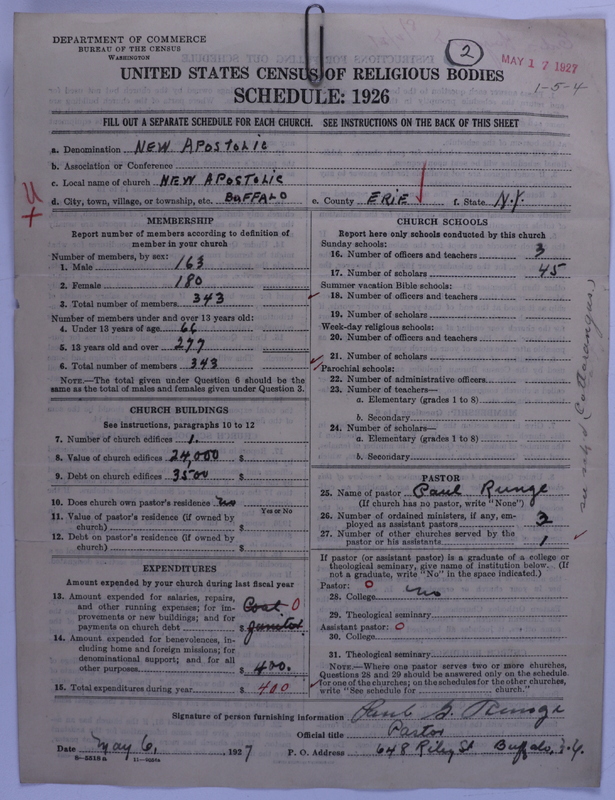 DEPARTMENT OF COMMERCE
BUREAU OF THE CENSUS
WASHINGTON
2
MAY 17 1927
1-5-4
UNITED STATES CENSUS OF RELIGIOUS BODIES
SCHEDULE: 1926
FILL OUT A SEPARATE SCHEDULE FOR EACH CHURCH. SEE INSTRUCTIONS ON THE BACK OF THIS SHEET
a. Denomination NEW APOSTOLIC
b. Association or Conference
c. Local name of church NEW APOSTOLIC
d. City, town, village, or township, etc. BUFFALO e. County ERIE f. State N.Y.
MEMBERSHIP
Report number of members according to definition of
member in your church
Number of members, by sex:
1. Male 163
2. Female 180
3. Total number of members 343
Number of members under and over 13 years old:
4. Under 13 years of age 66
5. 13 years old and over 277
6. Total number of members 343
NOTE.—The total given under Question 6 should be the
same as the total of males and females given under Question 3.
CHURCH BUILDINGS
See instructions, paragraphs 10 to 12
7. Number of church edifices 1.
8. Value of church edifices 24,000 $
9. Debt on church edifices 3500 $
10. Does church own pastor's residence no
Yes or No
11. Value of pastor's residence (if owned by
church) $
12. Debt on pastor's residence (if owned by
church) $
EXPENDITURES
Amount expended by your church during last fiscal year
13. Amount expended for salaries, repairs,
and other running expenses; for im-
provements or new buildings; and for
payments on church debt $ Coal 0
janitor
14. Amount expended for benevolences, in-
cluding home and foreign missions; for
denominational support; and for all
other purposes $ 400.
15. Total expenditures during year $ 400
CHURCH SCHOOLS
Report here only schools conducted by this church
Sunday schools:
16. Number of officers and teachers 3
17. Number of scholars 45
Summer vacation Bible schools:
18. Number of officers and teachers
19. Number of scholars
Week-day religious schools:
20. Number of officers and teachers
21. Number of scholars
Parochial schools:
22. Number of administrative officers
23. Number of teachers—
a. Elementary (grades 1 to 8)
b. Secondary
24. Number of scholars—
a. Elementary (grades 1 to 8)
b. Secondary
PASTOR
25. Name of pastor Paul Runge
(If church has no pastor, write "None")
26. Number of ordained ministers, if any, em-
ployed as assistant pastors 2
27. Number of other churches served by the
pastor or his assistants 1
If pastor (or assistant pastor) is a graduate of a college or
theological seminary, give name of institution below. (If
not a graduate, write "No" in the space indicated.)
Pastor: 0
28. College no
29. Theological seminary
Assistant pastor: 0
30. College
31. Theological seminary
NOTE.—Where one pastor serves two or more churches,
Questions 28 and 29 should be answered only on the schedule
for one of the churches; on the schedules for the other churches,
write "See schedule for church."
Signature of person furnishing information Paul G. Runge
Official title Pastor
Date May 6, 1927 P. O. Address 648 Riley St Buffalo, N.Y.
8-2518a